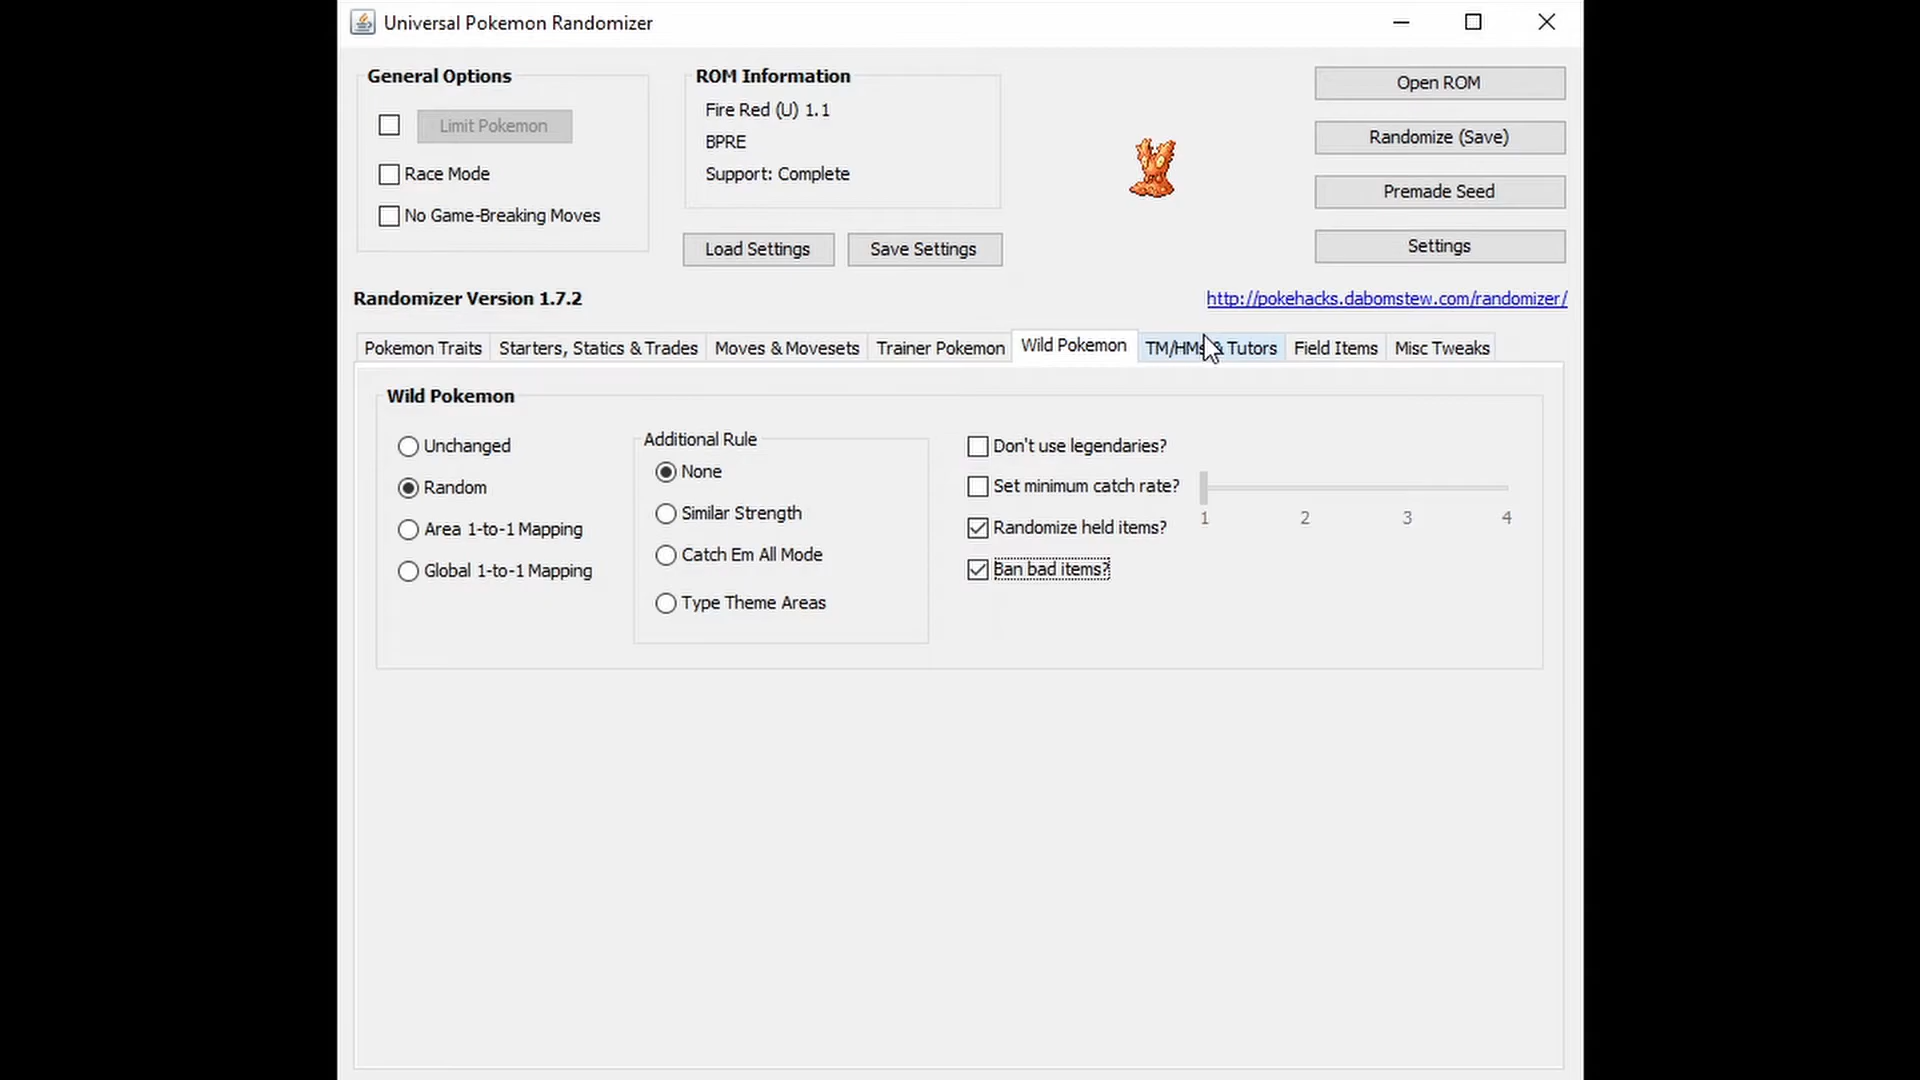 Universal Pokemon Randomizer
General Options
Limit Pokemon
Race Mode
No Game-Breaking Moves
ROM Information
Fire Red (U) 1.1
BPRE
Support: Complete
Load Settings
Save Settings
Open ROM
Randomize (Save)
Premade Seed
Settings
Randomizer Version 1.7.2
http://pokehacks.dabomstew.com/randomizer/
Pokemon Traits
Starters, Statics & Trades
Moves & Movesets
Trainer Pokemon
Wild Pokemon
TM/HMs & Tutors
Field Items
Misc Tweaks
Wild Pokemon
Unchanged
Random
Area 1-to-1 Mapping
Global 1-to-1 Mapping
Additional Rule
None
Similar Strength
Catch Em All Mode
Type Theme Areas
Don't use legendaries?
Set minimum catch rate?
1 2 3 4
Randomize held items?
Ban bad items?